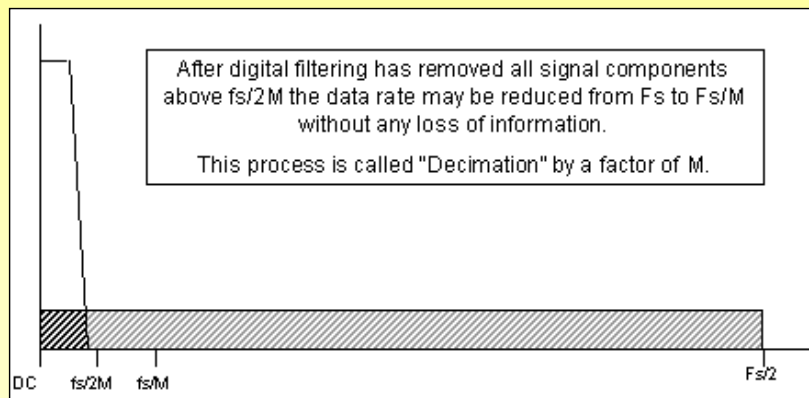 After digital filtering has removed all signal components
above fs/2M the data rate may be reduced from Fs to Fs/M
without any loss of information.
This process is called "Decimation" by a factor of M.
DC
fs/2M
fs/M
Fs/2